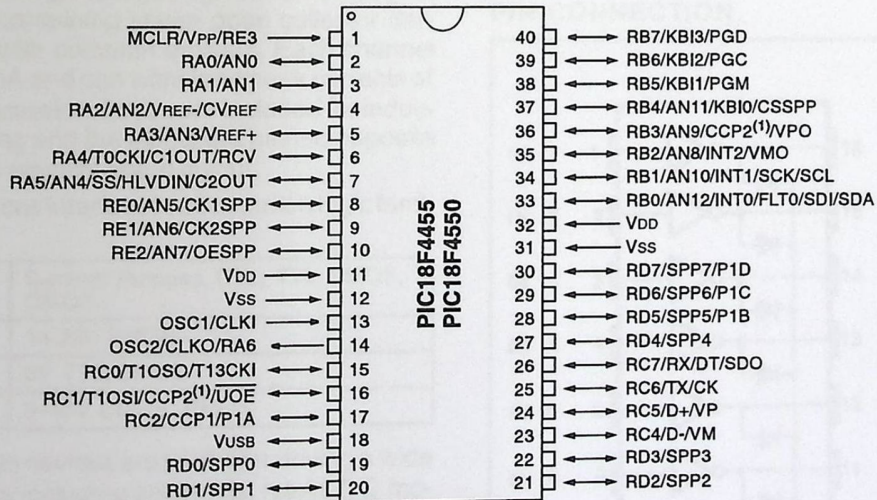 MCLR/VPP/RE3 1
RA0/AN0 2
RA1/AN1 3
RA2/AN2/VREF-/CVREF 4
RA3/AN3/VREF+ 5
RA4/T0CKI/C1OUT/RCV 6
RA5/AN4/SS/HLVDIN/C2OUT 7
RE0/AN5/CK1SPP 8
RE1/AN6/CK2SPP 9
RE2/AN7/OESPP 10
VDD 11
VSS 12
OSC1/CLKI 13
OSC2/CLKO/RA6 14
RC0/T1OSO/T13CKI 15
RC1/T1OSI/CCP2(1)/UOE 16
RC2/CCP1/P1A 17
VUSB 18
RD0/SPP0 19
RD1/SPP1 20
PIC18F4455
PIC18F4550
40 RB7/KBI3/PGD
39 RB6/KBI2/PGC
38 RB5/KBI1/PGM
37 RB4/AN11/KBI0/CSSPP
36 RB3/AN9/CCP2(1)/VPO
35 RB2/AN8/INT2/VMO
34 RB1/AN10/INT1/SCK/SCL
33 RB0/AN12/INT0/FLT0/SDI/SDA
32 VDD
31 VSS
30 RD7/SPP7/P1D
29 RD6/SPP6/P1C
28 RD5/SPP5/P1B
27 RD4/SPP4
26 RC7/RX/DT/SDO
25 RC6/TX/CK
24 RC5/D+/VP
23 RC4/D-/VM
22 RD3/SPP3
21 RD2/SPP2